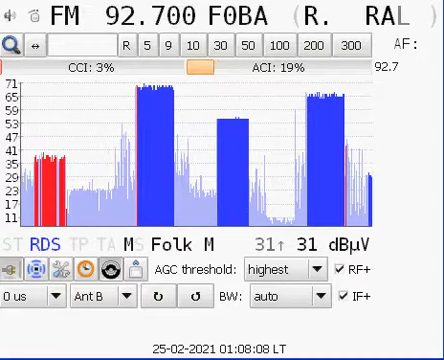 FM 92.700 F0BA (R. RAL )
↔ R 5 9 10 30 50 100 200 300 AF:
CCI: 3% ACI: 19% 92.7
71
65
59
53
47
41
35
29
23
17
11
ST RDS TP TA MS Folk M 31↑ 31 dBµV
AGC threshold: highest RF+
0 us Ant B ↻ ↺ BW: auto IF+
25-02-2021 01:08:08 LT